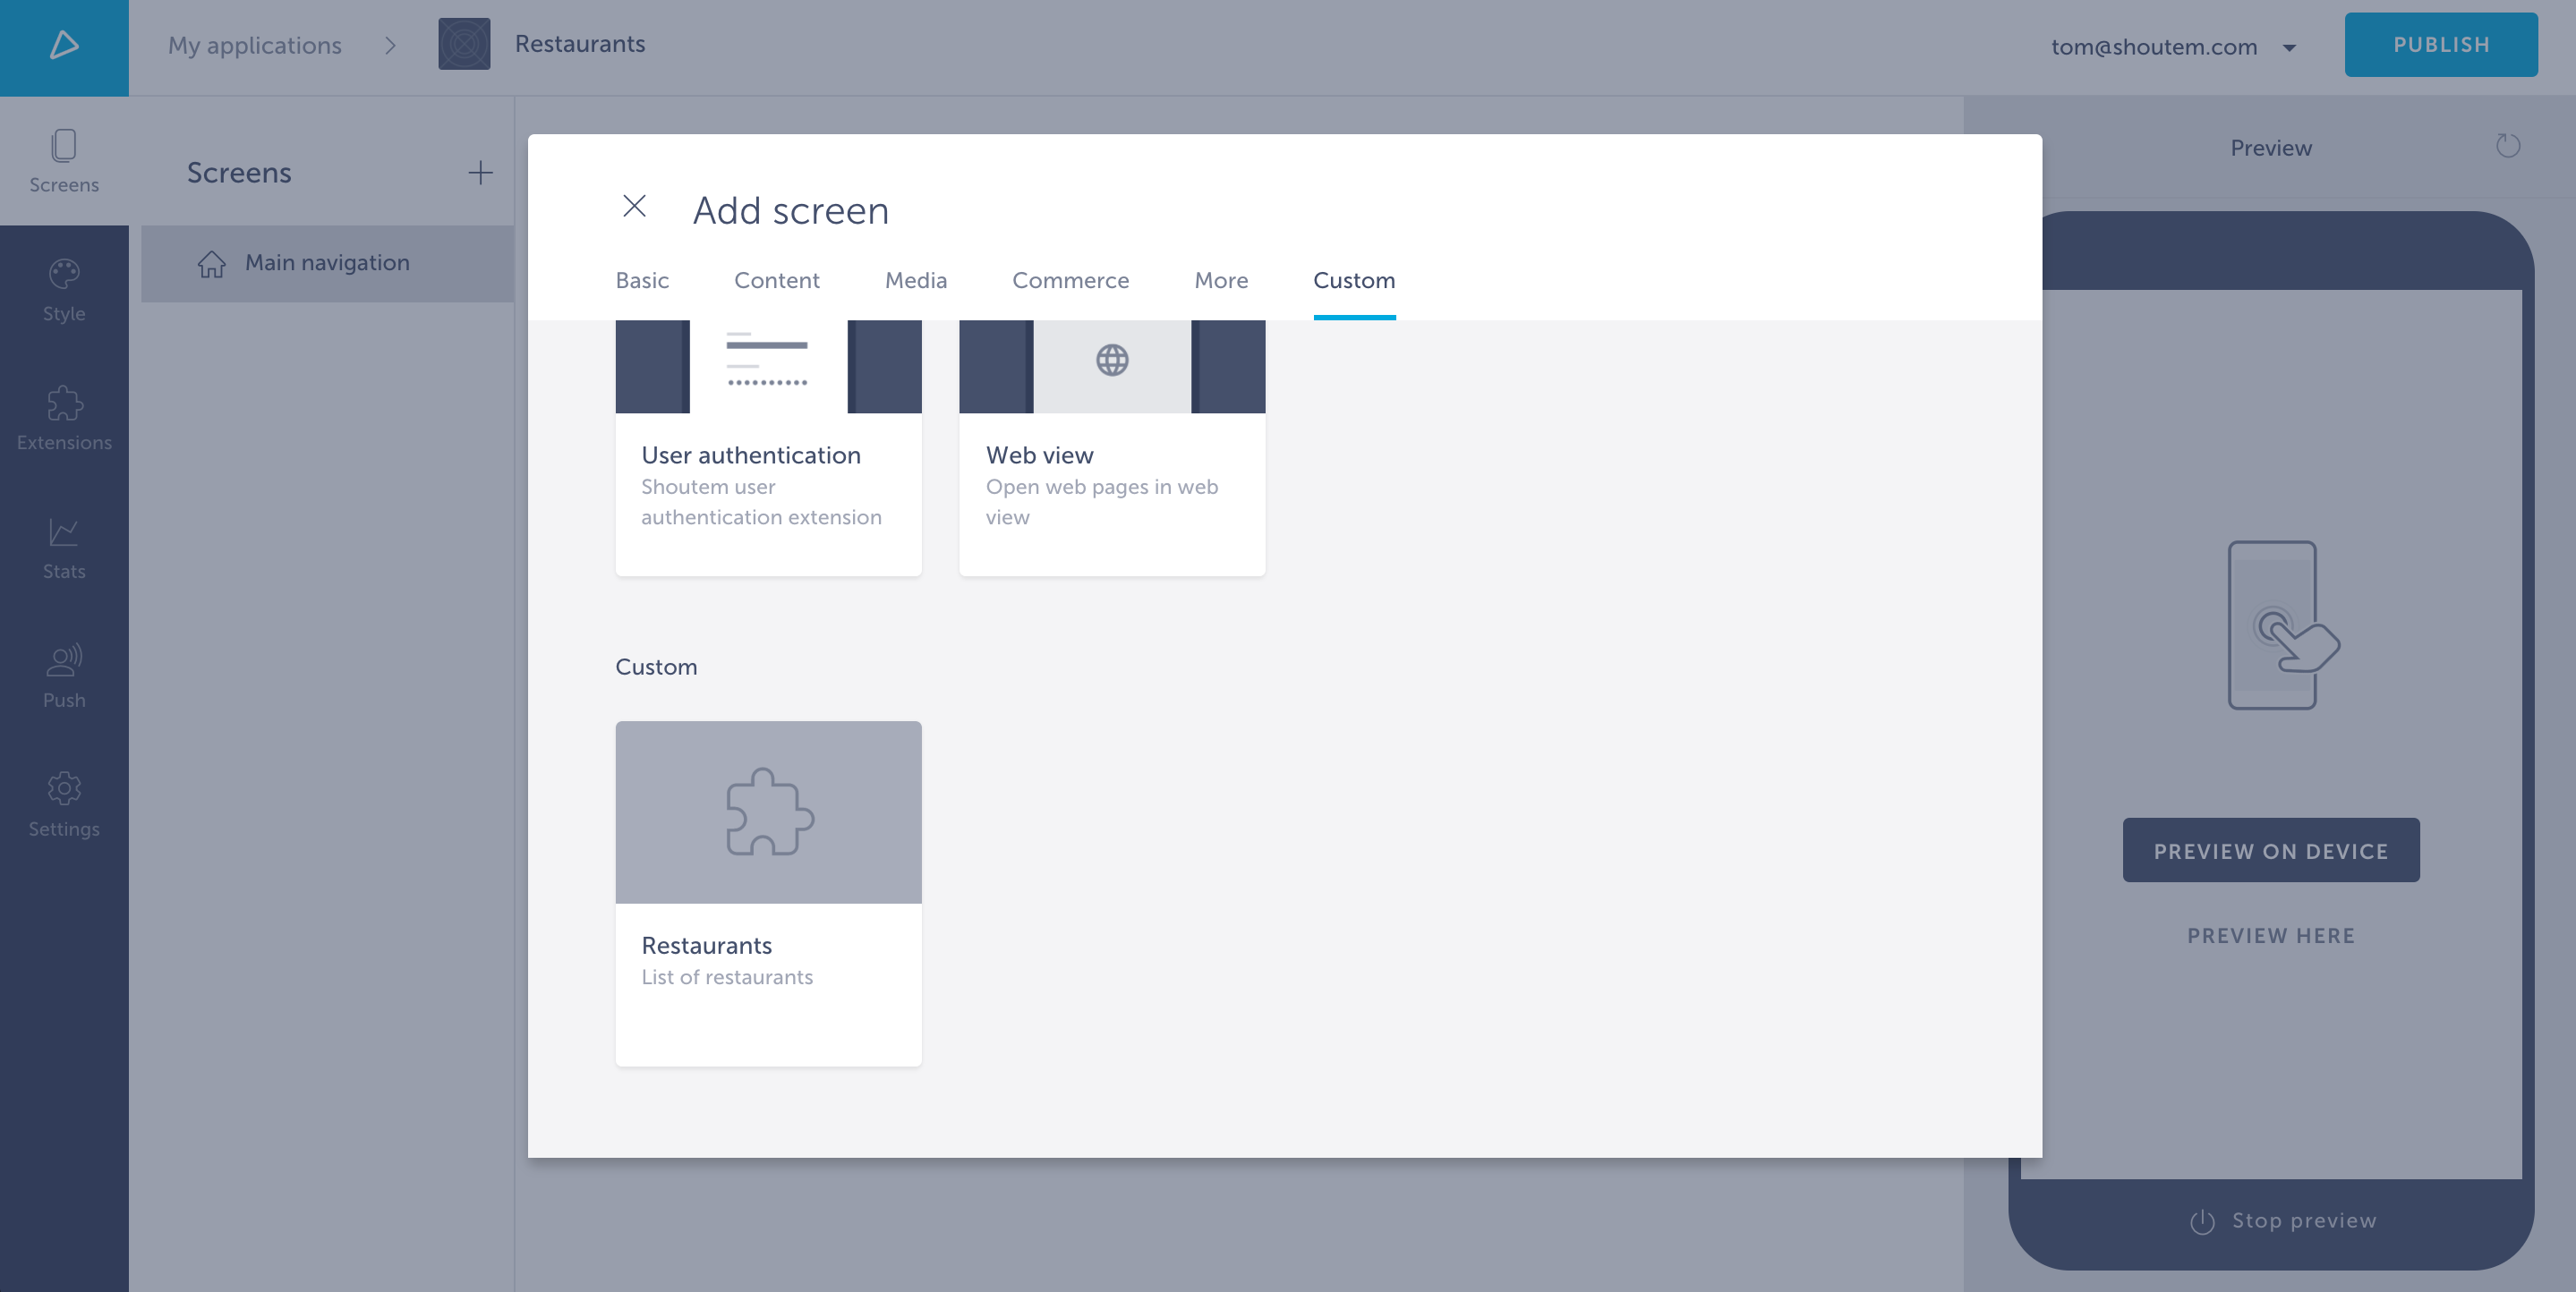 My applications
Restaurants
tom@shoutem.com
PUBLISH
Screens
Style
Extensions
Stats
Push
Settings
Screens
Main navigation
Add screen
Basic
Content
Media
Commerce
More
Custom
User authentication
Shoutem user
authentication extension
Web view
Open web pages in web
view
Custom
Restaurants
List of restaurants
Preview
PREVIEW ON DEVICE
PREVIEW HERE
Stop preview